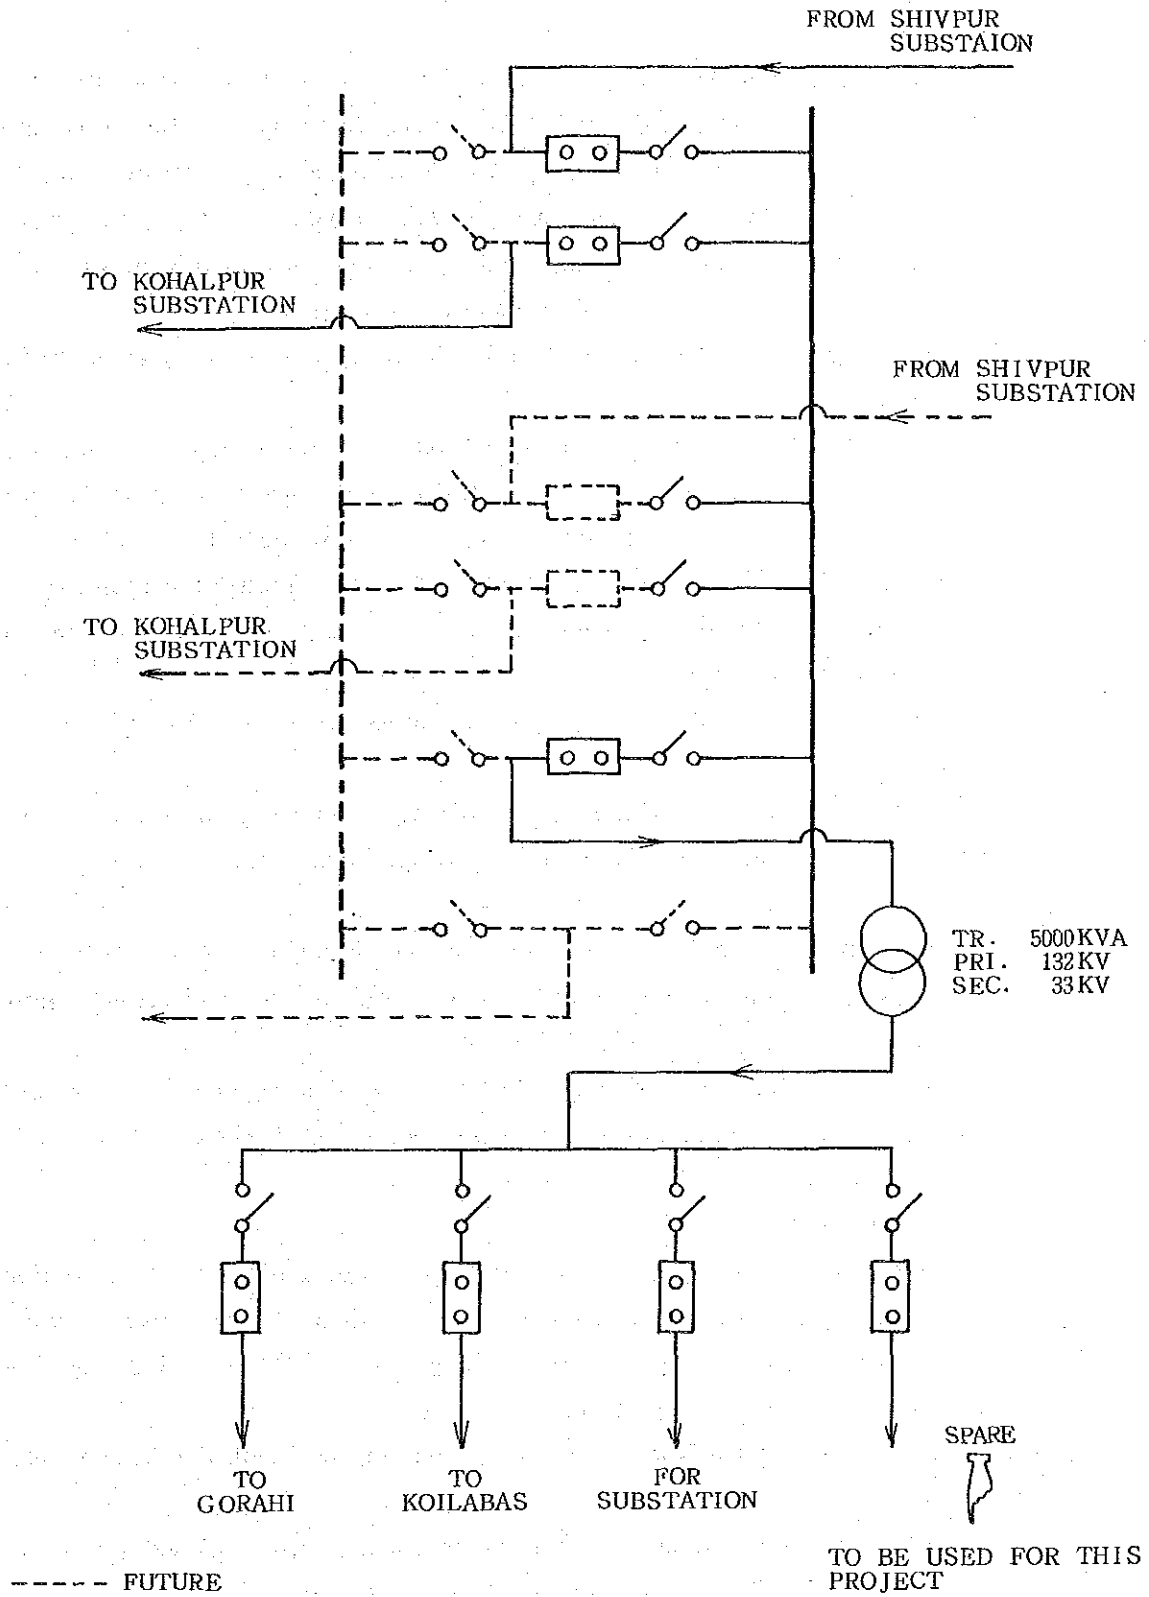 FROM SHIVPUR
SUBSTAION
TO KOHALPUR
SUBSTATION
FROM SHIVPUR
SUBSTATION
TO KOHALPUR
SUBSTATION
TR. 5000KVA
PRI. 132KV
SEC. 33KV
SPARE
TO
GORAHI
TO
KOILABAS
FOR
SUBSTATION
TO BE USED FOR THIS
PROJECT
FUTURE